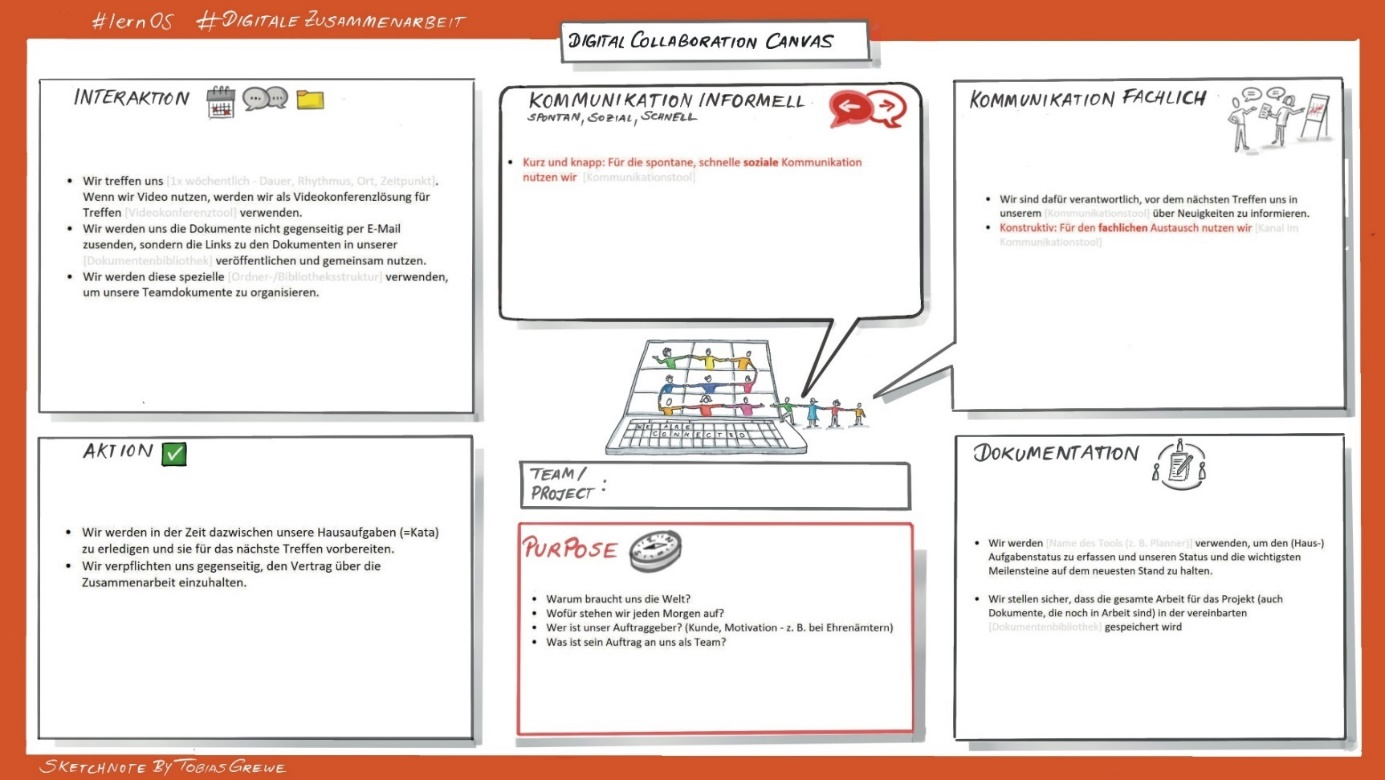 #lernOS #DIGITALE ZUSAMMENARBEIT
DIGITAL COLLABORATION CANVAS
INTERAKTION
Wir treffen uns [1x wöchentlich - Dauer, Rhythmus, Ort, Zeitpunkt].
Wenn wir Video nutzen, werden wir als Videokonferenzlösung für
Treffen [Videokonferenztool] verwenden.
Wir werden uns die Dokumente nicht gegenseitig per E-Mail
zusenden, sondern die Links zu den Dokumenten in unserer
[Dokumentenbibliothek] veröffentlichen und gemeinsam nutzen.
Wir werden diese spezielle [Ordner-/Bibliotheksstruktur] verwenden,
um unsere Teamdokumente zu organisieren.
KOMMUNIKATION INFORMELL
SPONTAN, SOZIAL, SCHNELL
Kurz und knapp: Für die spontane, schnelle soziale Kommunikation
nutzen wir [Kommunikationstool]
KOMMUNIKATION FACHLICH
Wir sind dafür verantwortlich, vor dem nächsten Treffen uns in
unserem [Kommunikationstool] über Neuigkeiten zu informieren.
Konstruktiv: Für den fachlichen Austausch nutzen wir [Kanal im
Kommunikationstool]
WE ARE
CONNECTED
AKTION
Wir werden in der Zeit dazwischen unsere Hausaufgaben (=Kata)
zu erledigen und sie für das nächste Treffen vorbereiten.
Wir verpflichten uns gegenseitig, den Vertrag über die
Zusammenarbeit einzuhalten.
TEAM/
PROJECT :
PURPOSE
Warum braucht uns die Welt?
Wofür stehen wir jeden Morgen auf?
Wer ist unser Auftraggeber? (Kunde, Motivation - z. B. bei Ehrenämtern)
Was ist sein Auftrag an uns als Team?
DOKUMENTATION
Wir werden [Name des Tools (z. B. Planner)] verwenden, um den (Haus-)
Aufgabenstatus zu erfassen und unseren Status und die wichtigsten
Meilensteine auf dem neuesten Stand zu halten.
Wir stellen sicher, dass die gesamte Arbeit für das Projekt (auch
Dokumente, die noch in Arbeit sind) in der vereinbarten
[Dokumentenbibliothek] gespeichert wird
SKETCHNOTE BY TOBIAS GREWE